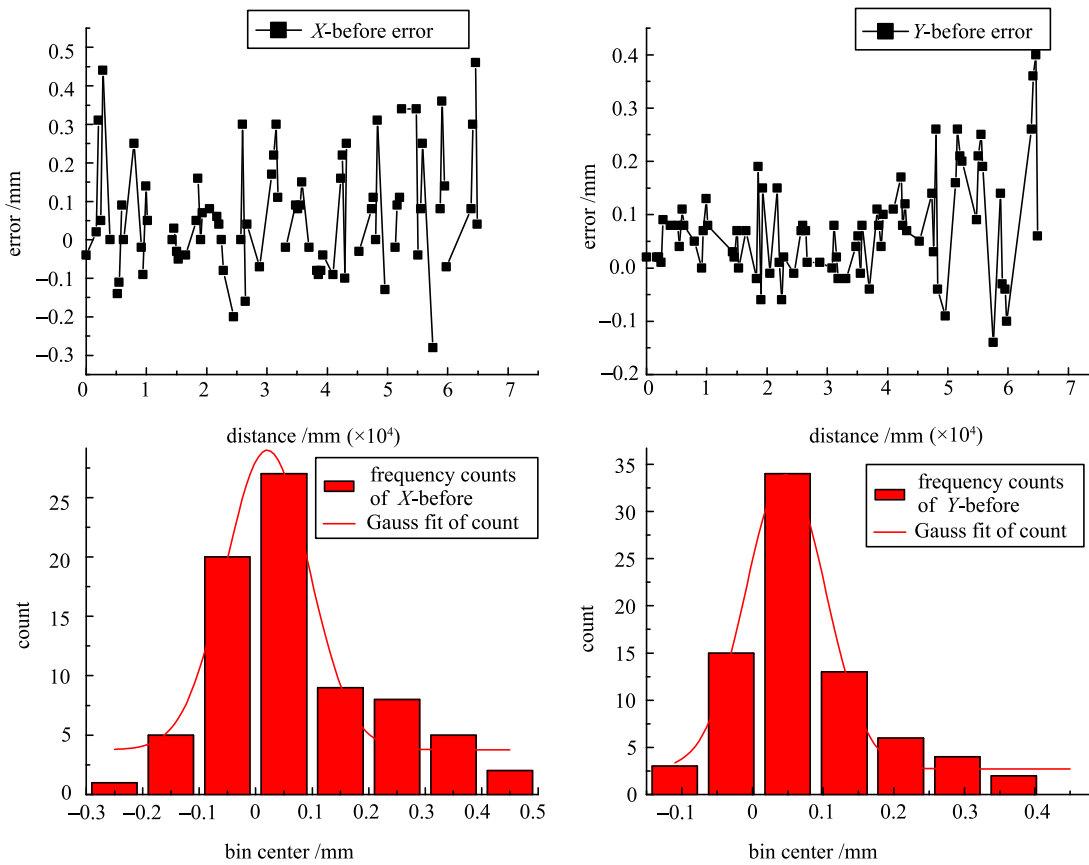 X-before error
error /mm
0.5
0.4
0.3
0.2
0.1
0
−0.1
−0.2
−0.3
0 1 2 3 4 5 6 7
distance /mm (×10⁴)
Y-before error
error /mm
0.4
0.3
0.2
0.1
0.0
−0.1
−0.2
0 1 2 3 4 5 6 7
distance /mm (×10⁴)
frequency counts
of X-before
Gauss fit of count
count
25
20
15
10
5
0
−0.3 −0.2 −0.1 0 0.1 0.2 0.3 0.4 0.5
bin center /mm
frequency counts
of Y-before
Gauss fit of count
count
35
30
25
20
15
10
5
0
−0.1 0 0.1 0.2 0.3 0.4
bin center /mm